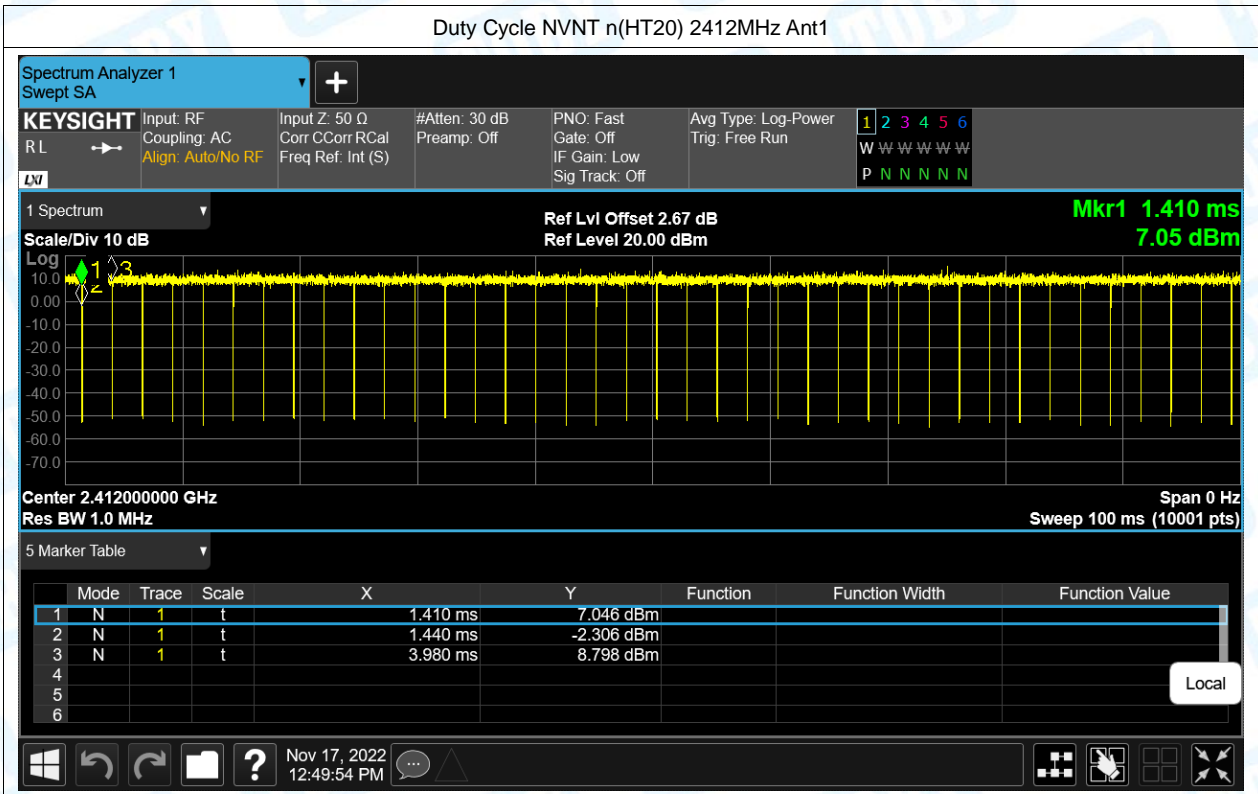 Duty Cycle NVNT n(HT20) 2412MHz Ant1
Spectrum Analyzer 1
Swept SA
+
KEYSIGHT
RL
LXI
Input: RF
Coupling: AC
Align: Auto/No RF
Input Z: 50 Ω
Corr CCorr RCal
Freq Ref: Int (S)
#Atten: 30 dB
Preamp: Off
PNO: Fast
Gate: Off
IF Gain: Low
Sig Track: Off
Avg Type: Log-Power
Trig: Free Run
1 2 3 4 5 6
W W W W W W
P N N N N N
1 Spectrum
Scale/Div 10 dB
Ref Lvl Offset 2.67 dB
Ref Level 20.00 dBm
Mkr1 1.410 ms
7.05 dBm
Log
1 3
2
10.0
0.00
-10.0
-20.0
-30.0
-40.0
-50.0
-60.0
-70.0
Center 2.412000000 GHz
Span 0 Hz
Res BW 1.0 MHz
Sweep 100 ms (10001 pts)
5 Marker Table
Mode Trace Scale X Y Function Function Width Function Value
1 N 1 t 1.410 ms 7.046 dBm
2 N 1 t 1.440 ms -2.306 dBm
3 N 1 t 3.980 ms 8.798 dBm
4
5
6
Local
?
Nov 17, 2022
12:49:54 PM